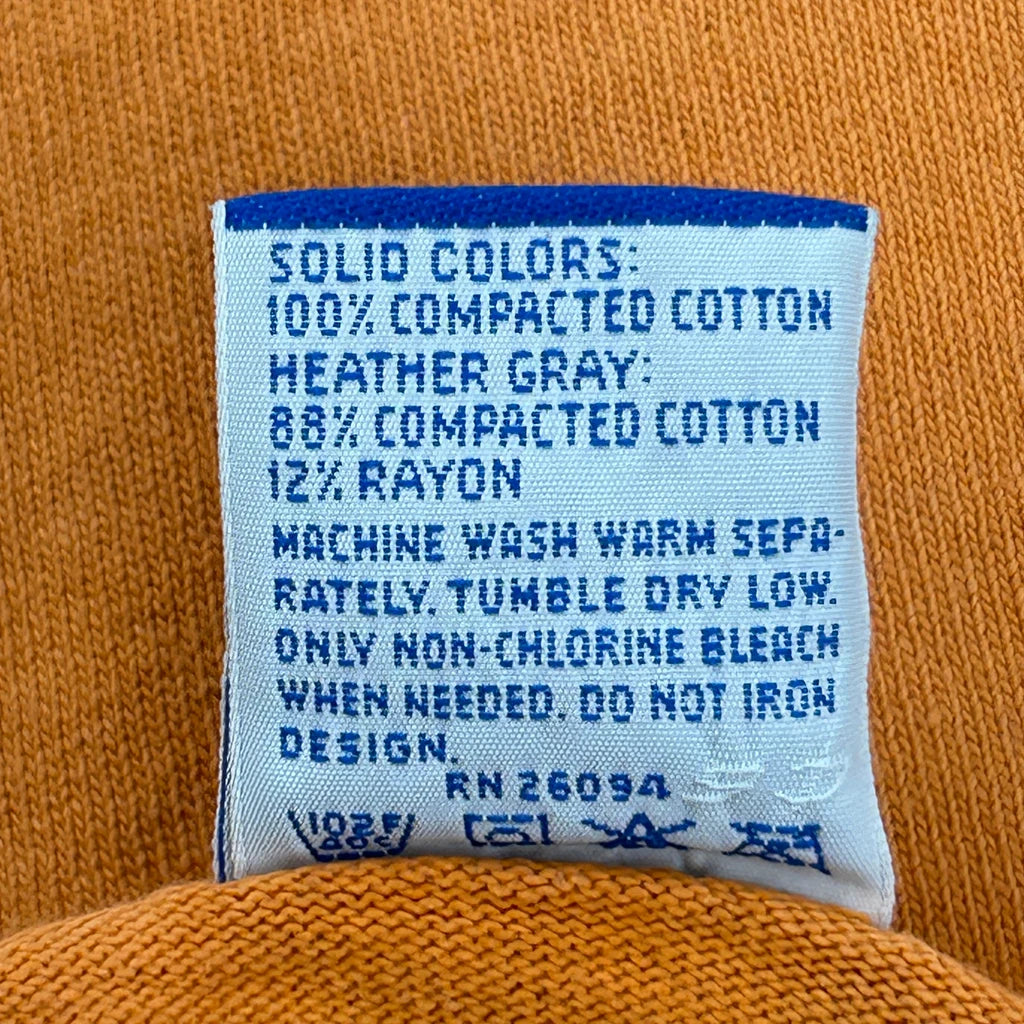 SOLID COLORS:
100% COMPACTED COTTON
HEATHER GRAY:
88% COMPACTED COTTON
12% RAYON
MACHINE WASH WARM SEPA-
RATELY. TUMBLE DRY LOW.
ONLY NON-CHLORINE BLEACH
WHEN NEEDED. DO NOT IRON
DESIGN.
RN 26094
102F